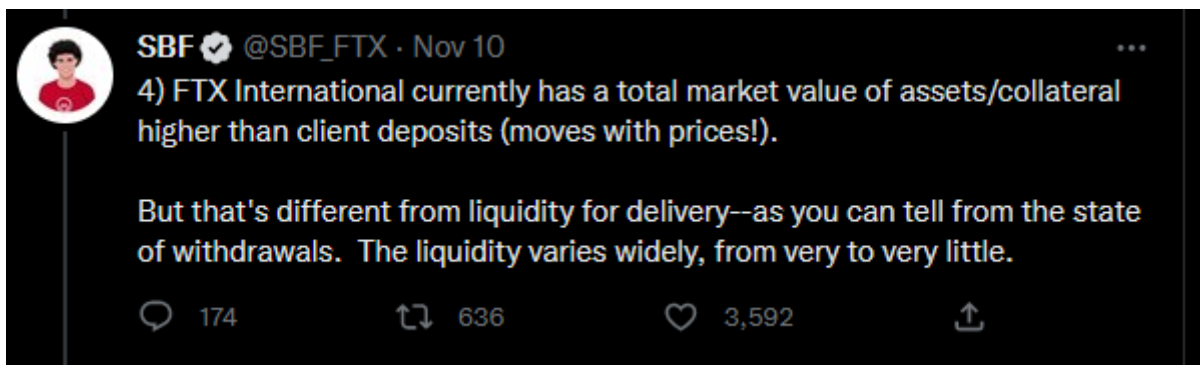 SBF @SBF_FTX · Nov 10
4) FTX International currently has a total market value of assets/collateral
higher than client deposits (moves with prices!).
But that's different from liquidity for delivery--as you can tell from the state
of withdrawals.  The liquidity varies widely, from very to very little.
174 636 3,592